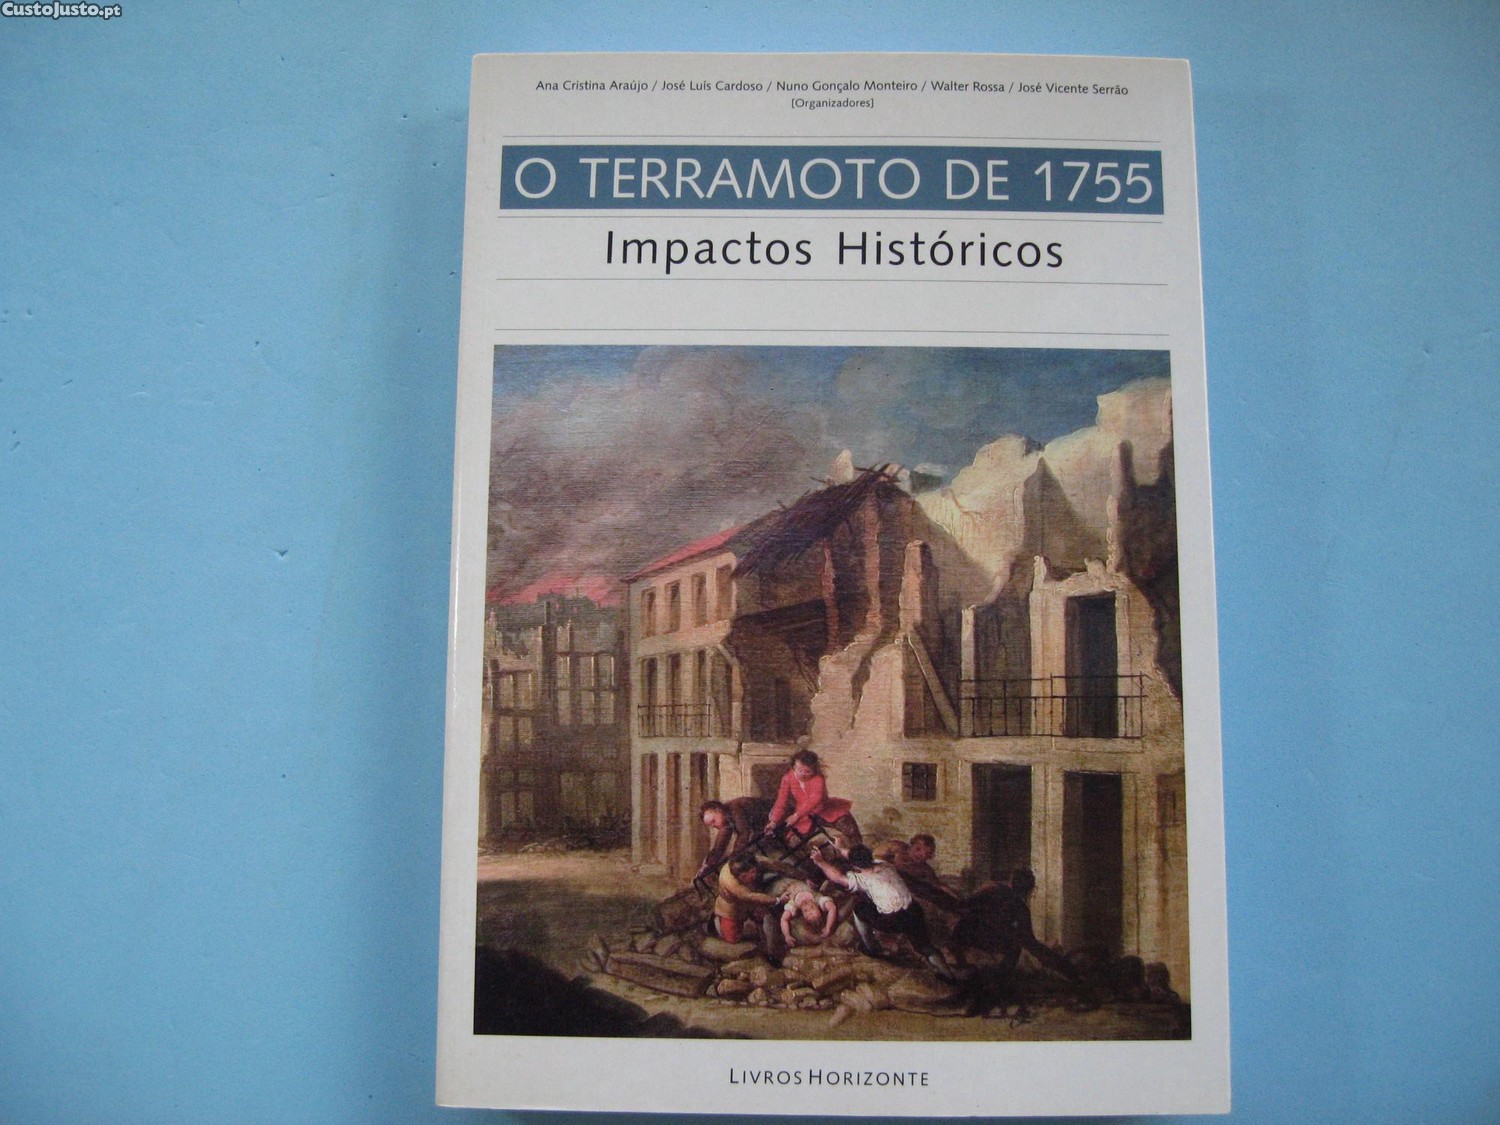 CustoJusto.pt
Ana Cristina Araújo / José Luís Cardoso / Nuno Gonçalo Monteiro / Walter Rossa / José Vicente Serrão
[Organizadores]
O TERRAMOTO DE 1755
Impactos Históricos
LIVROS HORIZONTE